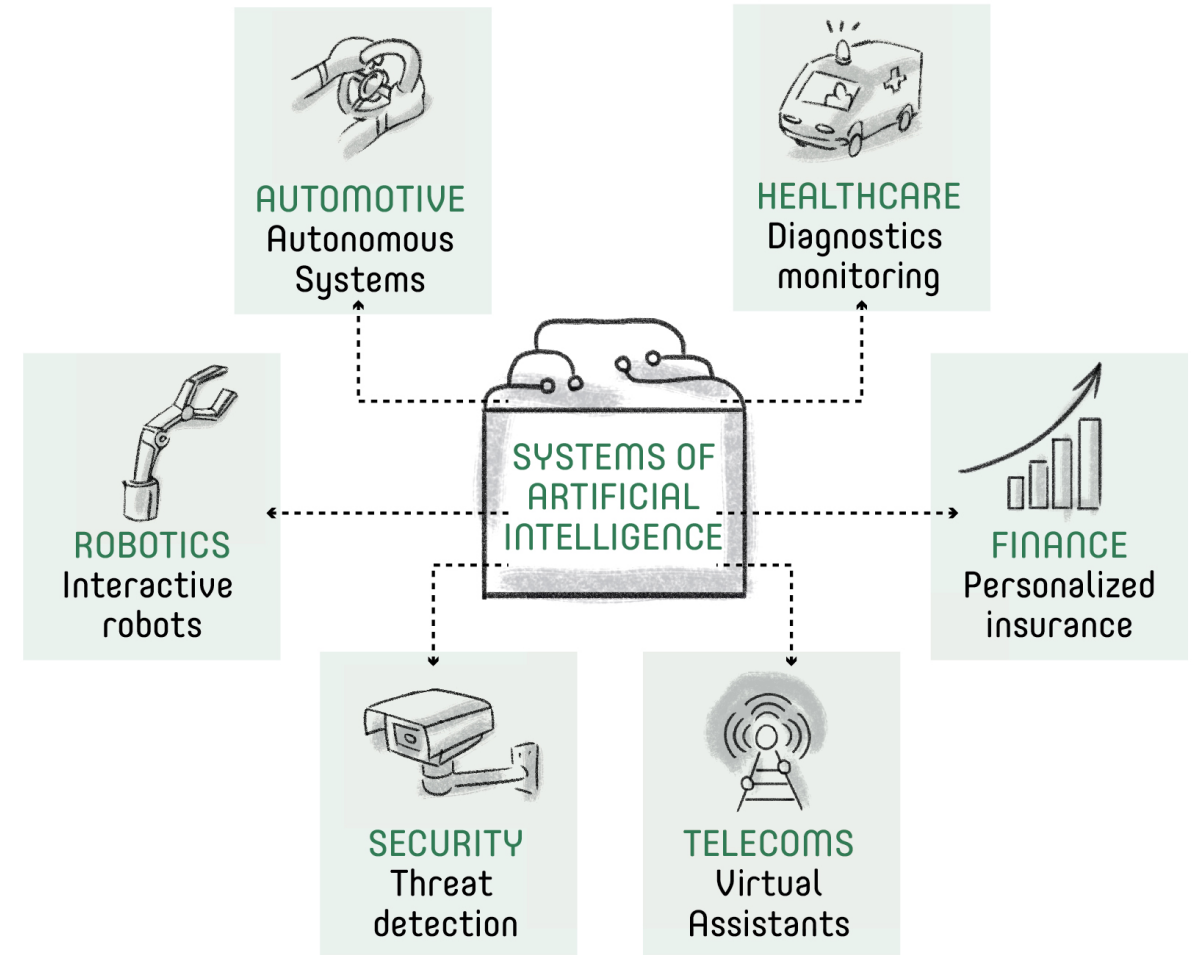 AUTOMOTIVE
Autonomous
Systems
HEALTHCARE
Diagnostics
monitoring
SYSTEMS OF
ARTIFICIAL
INTELLIGENCE
ROBOTICS
Interactive
robots
FINANCE
Personalized
insurance
SECURITY
Threat
detection
TELECOMS
Virtual
Assistants